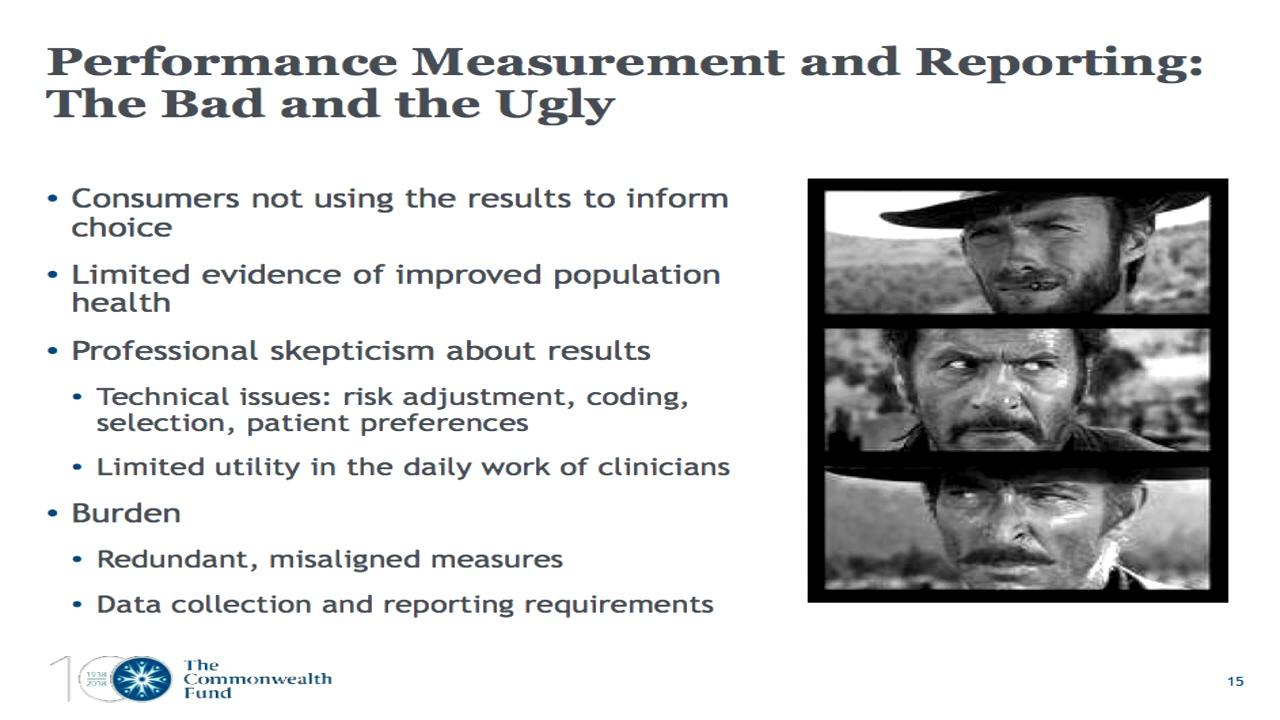 Performance Measurement and Reporting:
The Bad and the Ugly
• Consumers not using the results to inform
choice
• Limited evidence of improved population
health
• Professional skepticism about results
• Technical issues: risk adjustment, coding,
selection, patient preferences
• Limited utility in the daily work of clinicians
• Burden
• Redundant, misaligned measures
• Data collection and reporting requirements
100
1918
2018
The
Commonwealth
Fund
15